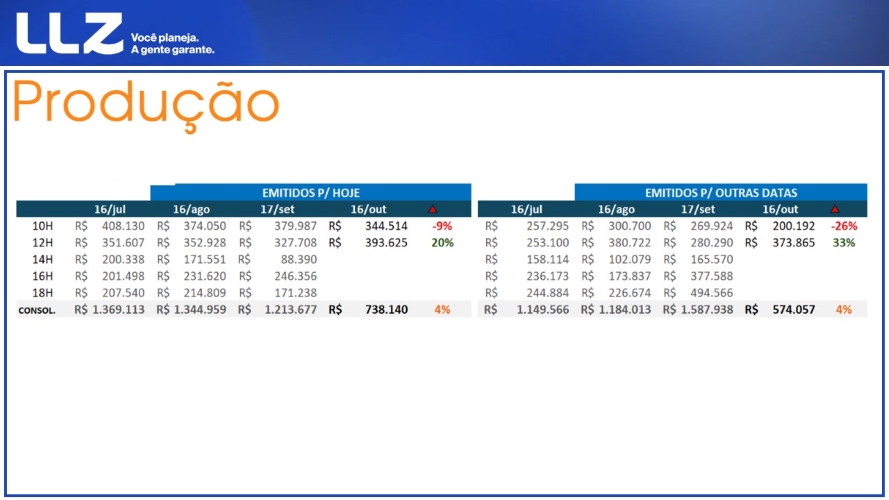 LLZ Você planeja.
A gente garante.
Produção
EMITIDOS P/ HOJE EMITIDOS P/ OUTRAS DATAS
16/jul 16/ago 17/set 16/out 16/jul 16/ago 17/set 16/out
10H R$ 408.130 R$ 374.050 R$ 379.987 R$ 344.514 -9% R$ 257.295 R$ 300.700 R$ 269.924 R$ 200.192 -26%
12H R$ 351.607 R$ 352.928 R$ 327.708 R$ 393.625 20% R$ 253.100 R$ 380.722 R$ 280.290 R$ 373.865 33%
14H R$ 200.338 R$ 171.551 R$ 88.390 R$ 158.114 R$ 102.079 R$ 165.570
16H R$ 201.498 R$ 231.620 R$ 246.356 R$ 236.173 R$ 173.837 R$ 377.588
18H R$ 207.540 R$ 214.809 R$ 171.238 R$ 244.884 R$ 226.674 R$ 494.566
CONSOL. R$ 1.369.113 R$ 1.344.959 R$ 1.213.677 R$ 738.140 4% R$ 1.149.566 R$ 1.184.013 R$ 1.587.938 R$ 574.057 4%